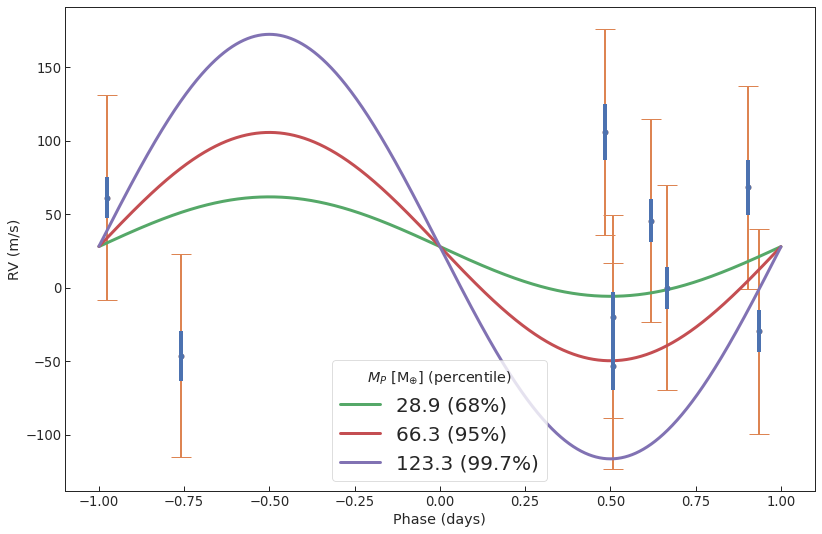 RV (m/s)
150
100
50
0
−50
−100
M_P [M⊕] (percentile)
28.9 (68%)
66.3 (95%)
123.3 (99.7%)
−1.00 −0.75 −0.50 −0.25 0.00 0.25 0.50 0.75 1.00
Phase (days)